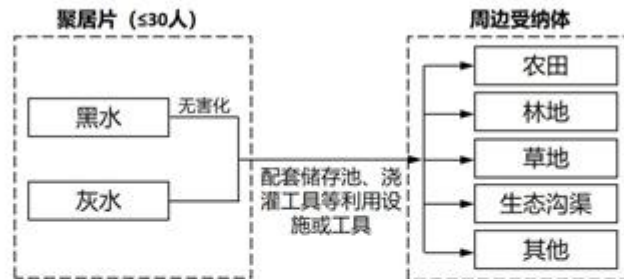 聚居片（≤30人）
周边受纳体
黑水
无害化
灰水
配套储存池、浇
灌工具等利用设
施或工具
农田
林地
草地
生态沟渠
其他